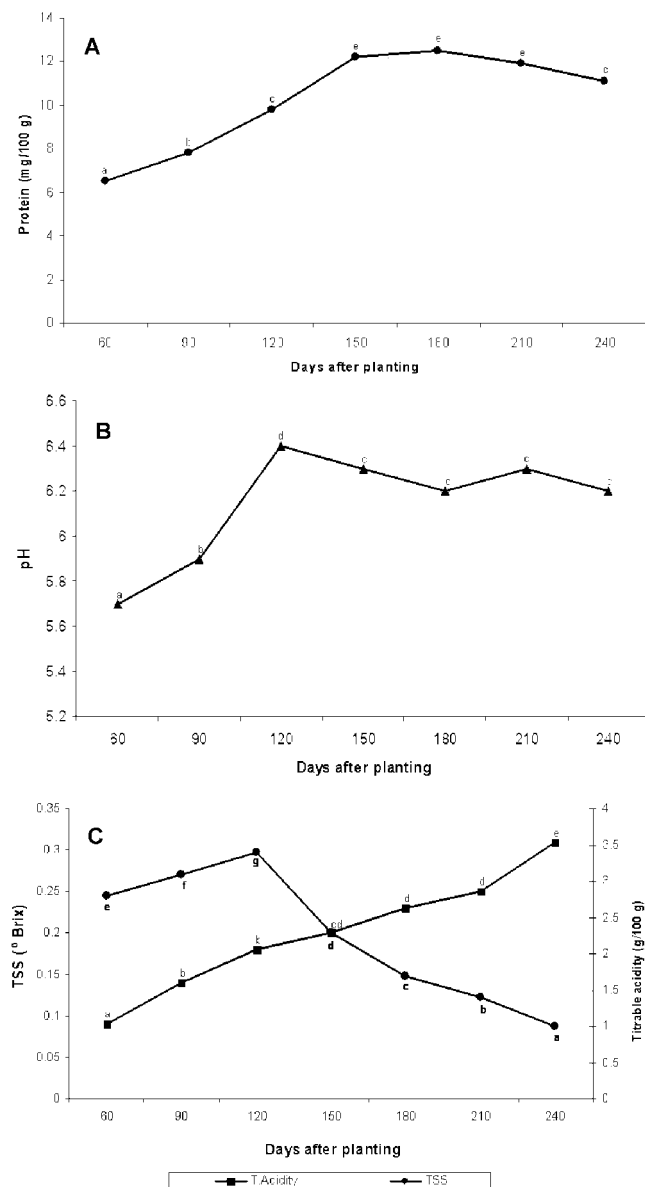 A
14
12
10
8
6
4
2
0
Protein (mg/100 g)
a
b
c
e
e
e
60
90
120
150
180
210
240
Days after planting
B
6.6
6.4
6.2
6
5.8
5.6
5.4
5.2
pH
a
b
d
c
c
c
60
90
120
150
180
210
240
Days after planting
C
0.35
0.3
0.25
0.2
0.15
0.1
0.05
0
TSS (° Brix)
4
3.5
3
2.5
2
1.5
1
0.5
0
Titrable acidity (g/100 g)
e
f
g
d
c
b
a
a
b
k
cd
d
d
e
60
90
120
150
180
210
240
Days after planting
T.Acidity
TSS